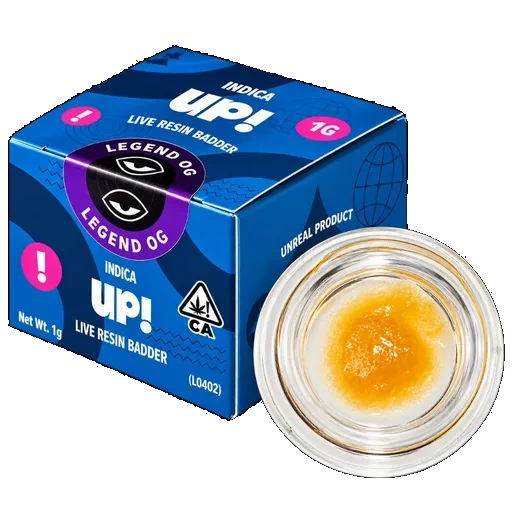 INDICA
UP!
LIVE RESIN BADDER
!
1G
LEGEND OG
LEGEND OG
!
INDICA
UP!
LIVE RESIN BADDER
Net Wt. 1g
CA
(L0402)
UNREAL PRODUCT